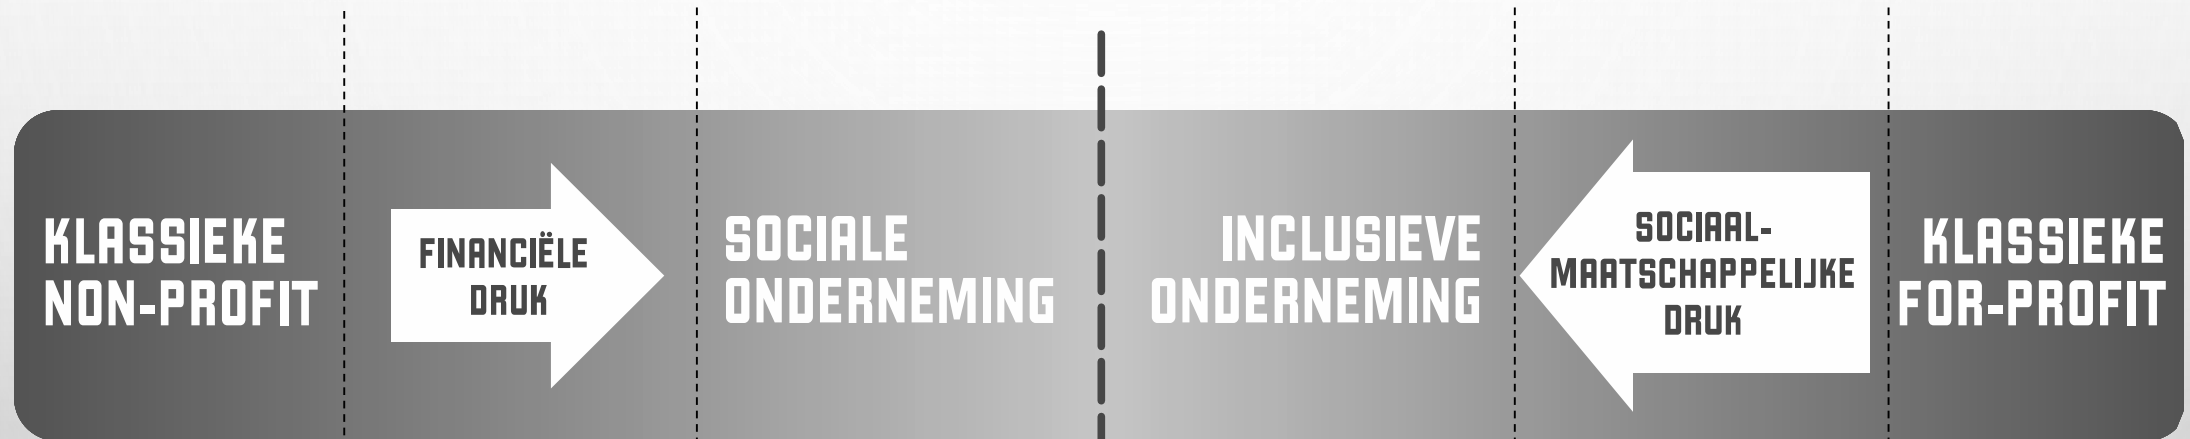 KLASSIEKE
NON-PROFIT
FINANCIËLE
DRUK
SOCIALE
ONDERNEMING
INCLUSIEVE
ONDERNEMING
SOCIAAL-
MAATSCHAPPELIJKE
DRUK
KLASSIEKE
FOR-PROFIT